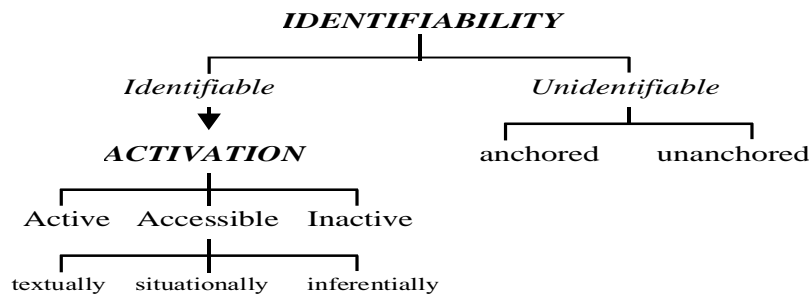 IDENTIFIABILITY
Identifiable Unidentifiable
ACTIVATION anchored unanchored
Active Accessible Inactive
textually situationally inferentially